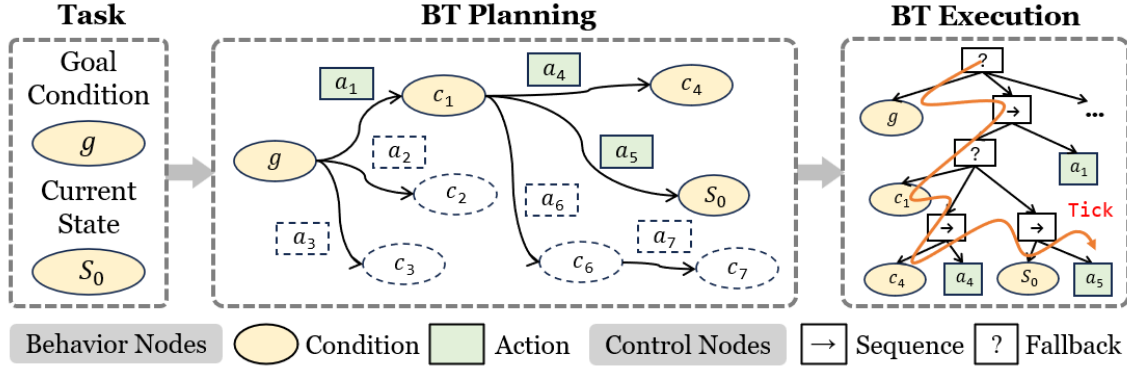 Task
Goal
Condition
g
Current
State
S₀
BT Planning
a₁
a₄
c₁
c₄
g
a₂
a₅
c₂
S₀
a₆
a₃
a₇
c₃
c₆
c₇
BT Execution
?
g
→
...
?
a₁
c₁
Tick
→
→
c₄
a₄
S₀
a₅
Behavior Nodes
Condition
Action
Control Nodes
→
Sequence
?
Fallback